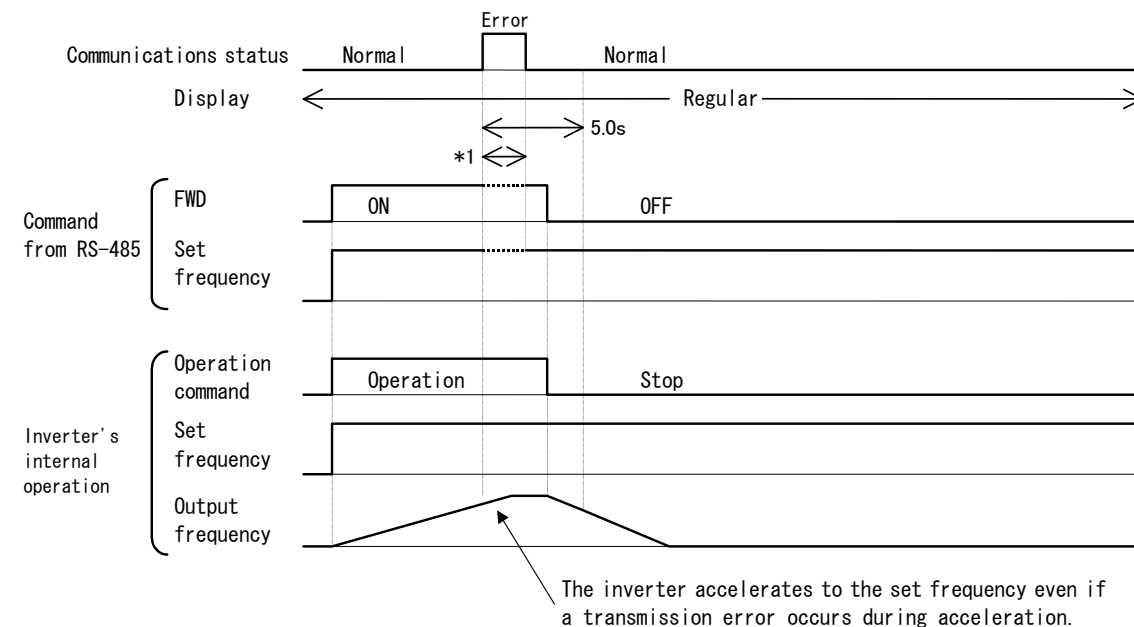 Error
Communications status Normal Normal
Display Regular
5.0s
*1
Command
from RS-485
FWD ON OFF
Set
frequency
Inverter's
internal
operation
Operation
command
Operation Stop
Set
frequency
Output
frequency
The inverter accelerates to the set frequency even if
a transmission error occurs during acceleration.